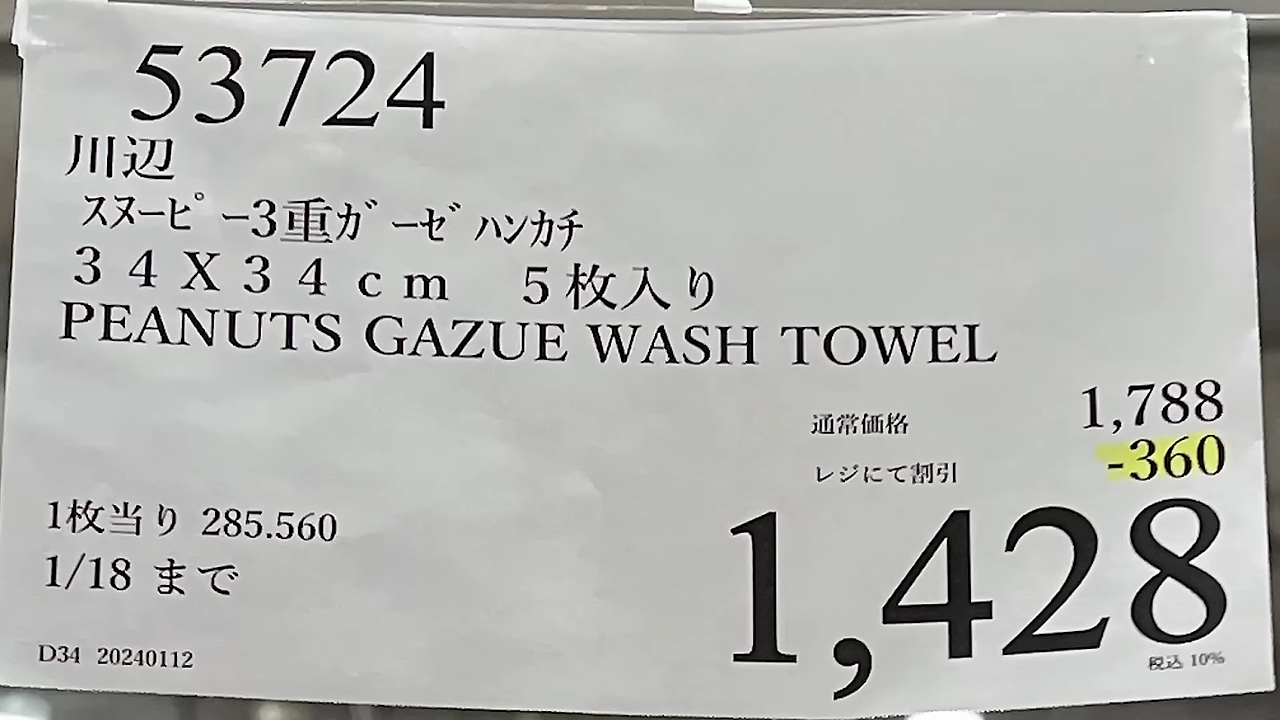 53724
川辺
ｽﾇｰﾋﾟｰ3重ｶﾞｰｾﾞﾊﾝｶﾁ
３４Ｘ３４ｃｍ　５枚入り
PEANUTS GAZUE WASH TOWEL
通常価格 1,788
レジにて割引 -360
1,428
税込 10%
1枚当り 285.560
1/18 まで
D34 20240112